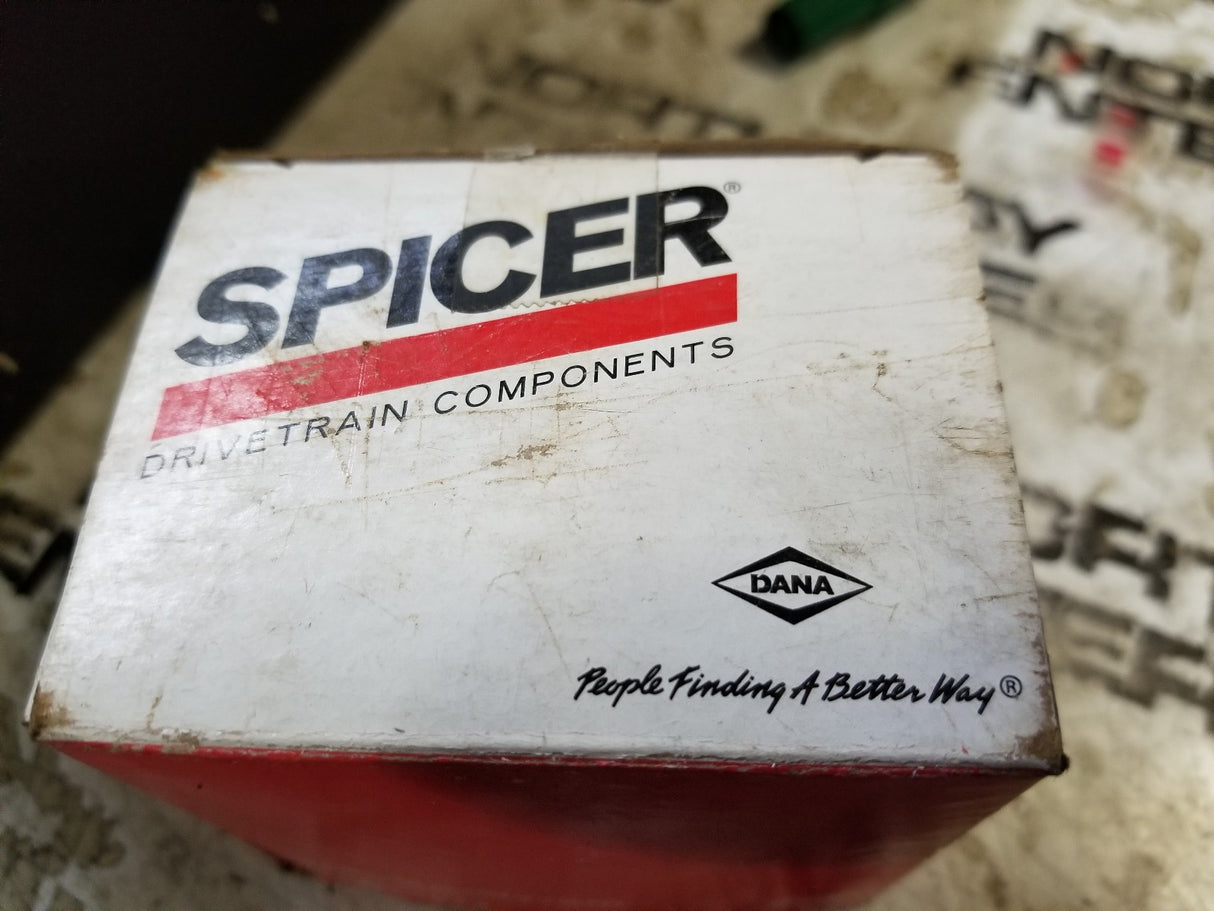 SPICER®
DRIVETRAIN COMPONENTS
DANA
People Finding A Better Way®